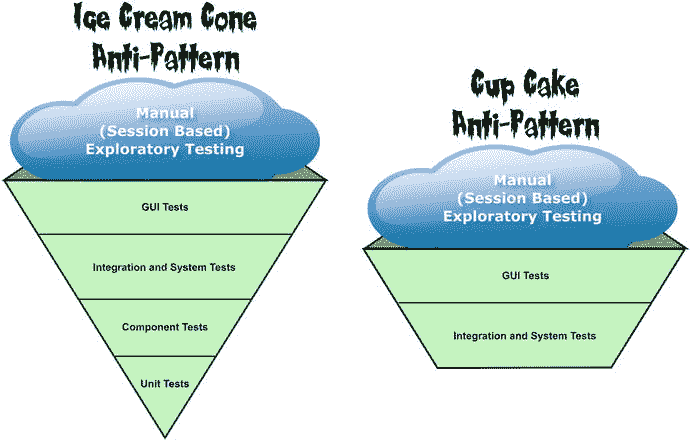 Ice Cream Cone
Anti-Pattern
Manual
(Session Based)
Exploratory Testing
GUI Tests
Integration and System Tests
Component Tests
Unit Tests
Cup Cake
Anti-Pattern
Manual
(Session Based)
Exploratory Testing
GUI Tests
Integration and System Tests